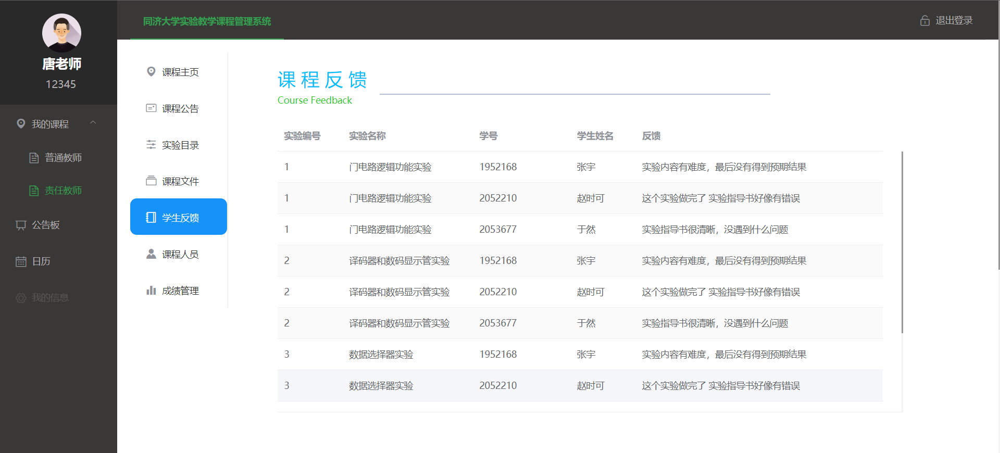 唐老师
12345
我的课程
普通教师
责任教师
公告板
日历
我的信息
同济大学实验教学课程管理系统
退出登录
课程主页
课程公告
实验目录
课程文件
学生反馈
课程人员
成绩管理
课程反馈
Course Feedback
实验编号 实验名称 学号 学生姓名 反馈
1 门电路逻辑功能实验 1952168 张宇 实验内容有难度，最后没有得到预期结果
1 门电路逻辑功能实验 2052210 赵时可 这个实验做完了 实验指导书好像有错误
1 门电路逻辑功能实验 2053677 于然 实验指导书很清晰，没遇到什么问题
2 译码器和数码显示管实验 1952168 张宇 实验内容有难度，最后没有得到预期结果
2 译码器和数码显示管实验 2052210 赵时可 这个实验做完了 实验指导书好像有错误
2 译码器和数码显示管实验 2053677 于然 实验指导书很清晰，没遇到什么问题
3 数据选择器实验 1952168 张宇 实验内容有难度，最后没有得到预期结果
3 数据选择器实验 2052210 赵时可 这个实验做完了 实验指导书好像有错误